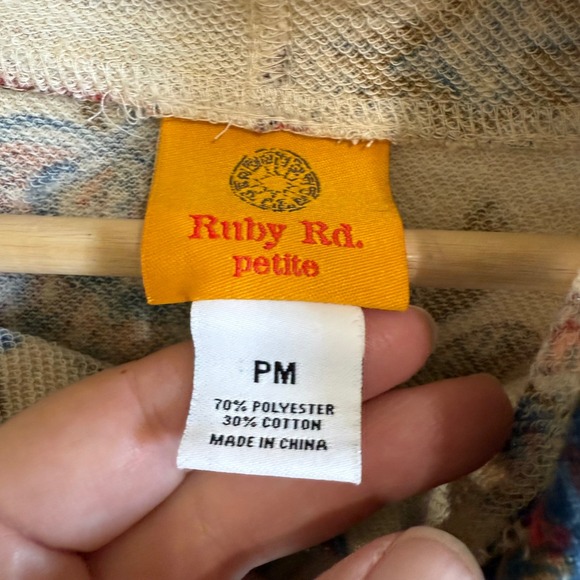 Ruby Rd.
petite
PM
70% POLYESTER
30% COTTON
MADE IN CHINA